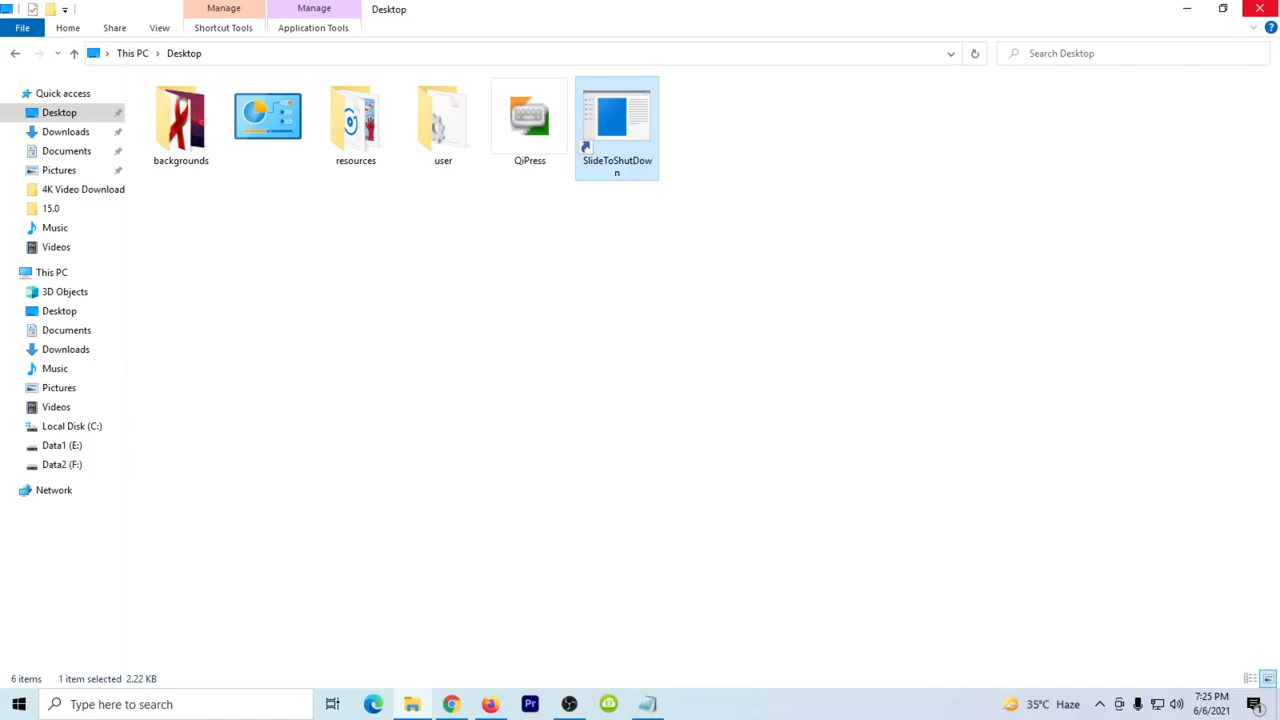 Manage
Manage
Desktop
File
Home
Share
View
Shortcut Tools
Application Tools
This PC
Desktop
Search Desktop
Quick access
Desktop
Downloads
Documents
Pictures
4K Video Download
15.0
Music
Videos
This PC
3D Objects
Desktop
Documents
Downloads
Music
Pictures
Videos
Local Disk (C:)
Data1 (E:)
Data2 (F:)
Network
backgrounds
resources
user
QiPress
SlideToShutDow
n
6 items
1 item selected 2.22 KB
Type here to search
Pr
35°C Haze
7:25 PM
6/6/2021
1